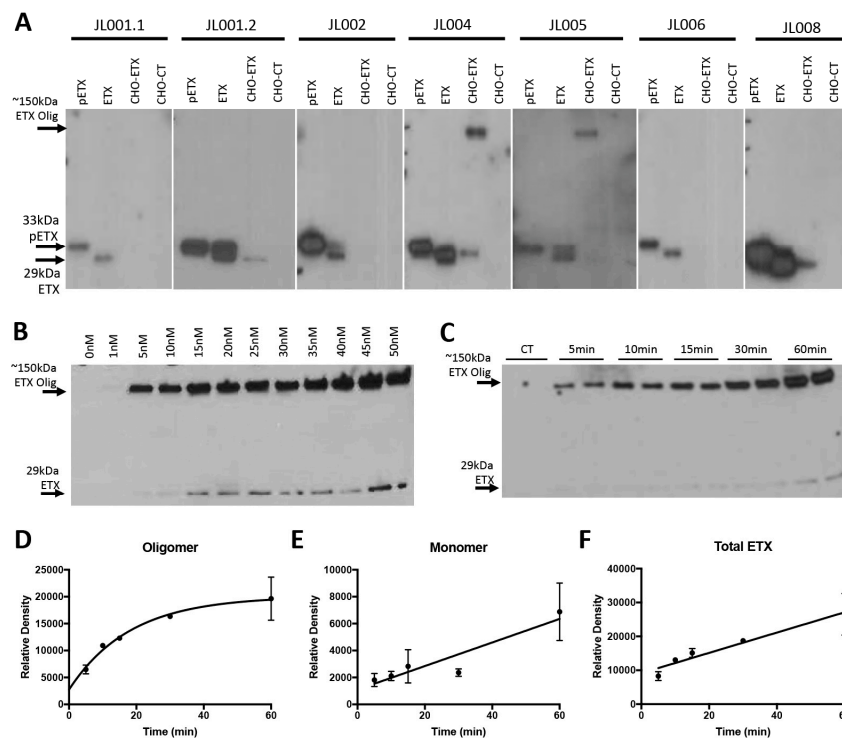 A
JL001.1 JL001.2 JL002 JL004 JL005 JL006 JL008
pETX ETX CHO-ETX CHO-CT pETX ETX CHO-ETX CHO-CT pETX ETX CHO-ETX CHO-CT pETX ETX CHO-ETX CHO-CT pETX ETX CHO-ETX CHO-CT pETX ETX CHO-ETX CHO-CT pETX ETX CHO-ETX CHO-CT
~150kDa
ETX Olig
33kDa
pETX
29kDa
ETX
B
0nM 1nM 5nM 10nM 15nM 20nM 25nM 30nM 35nM 40nM 45nM 50nM
~150kDa
ETX Olig
29kDa
ETX
C
CT 5min 10min 15min 30min 60min
~150kDa
ETX Olig
29kDa
ETX
D
Oligomer
Relative Density
25000
20000
15000
10000
5000
0
0 20 40 60
Time (min)
E
Monomer
Relative Density
10000
8000
6000
4000
2000
0
0 20 40 60
Time (min)
F
Total ETX
Relative Density
40000
30000
20000
10000
0
0 20 40 60
Time (min)